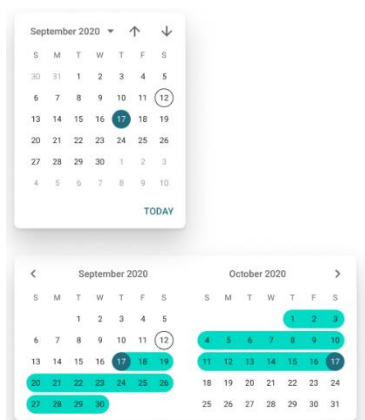 September 2020
S M T W T F S
30 31 1 2 3 4 5
6 7 8 9 10 11 12
13 14 15 16 17 18 19
20 21 22 23 24 25 26
27 28 29 30 1 2 3
4 5 6 7 8 9 10
TODAY
September 2020
S M T W T F S
1 2 3 4 5
6 7 8 9 10 11 12
13 14 15 16 17 18 19
20 21 22 23 24 25 26
27 28 29 30
October 2020
S M T W T F S
1 2 3
4 5 6 7 8 9 10
11 12 13 14 15 16 17
18 19 20 21 22 23 24
25 26 27 28 29 30 31